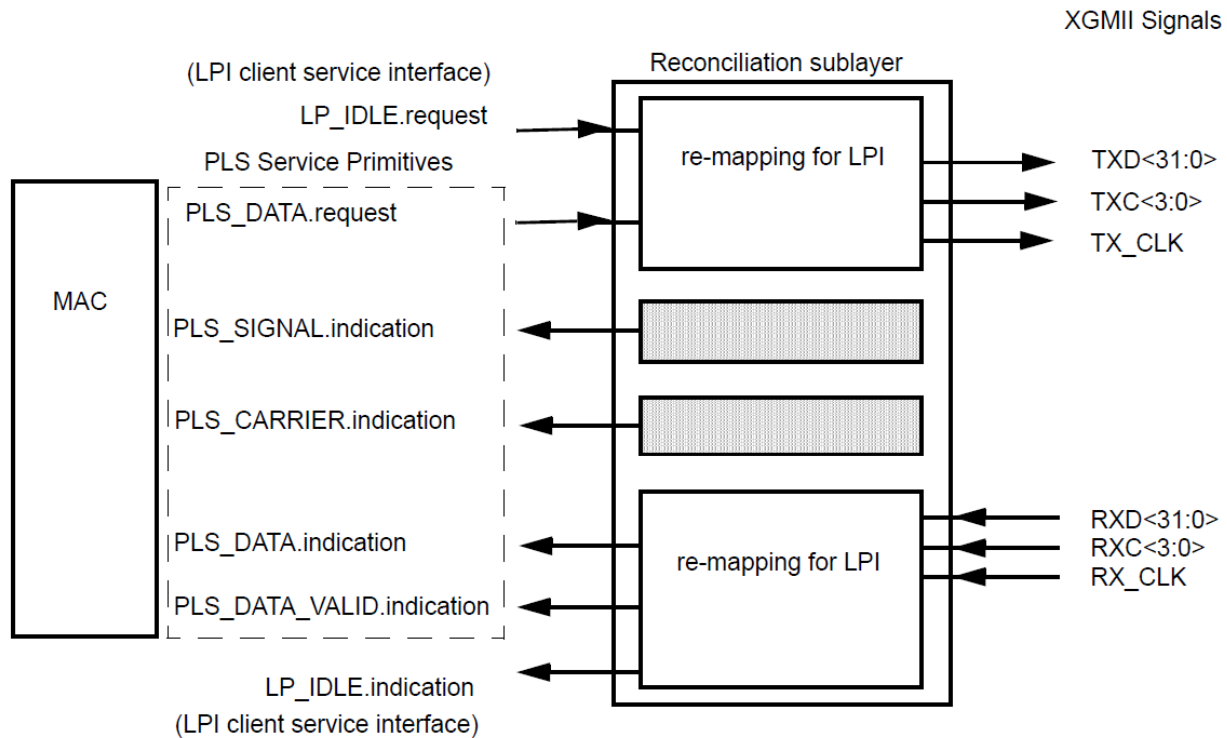 XGMII Signals
(LPI client service interface)
Reconciliation sublayer
LP_IDLE.request
re-mapping for LPI
PLS Service Primitives
TXD<31:0>
PLS_DATA.request
TXC<3:0>
TX_CLK
MAC
PLS_SIGNAL.indication
PLS_CARRIER.indication
RXD<31:0>
PLS_DATA.indication
RXC<3:0>
re-mapping for LPI
RX_CLK
PLS_DATA_VALID.indication
LP_IDLE.indication
(LPI client service interface)